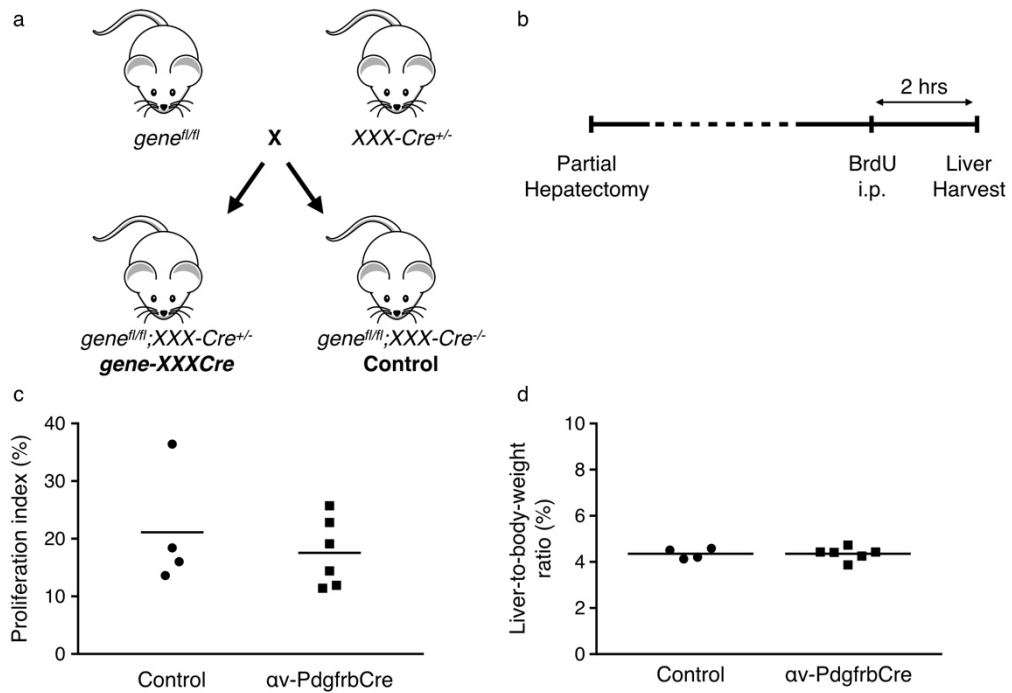 a
gene^fl/fl
X
XXX-Cre^+/-
gene^fl/fl;XXX-Cre^+/-
gene-XXXCre
gene^fl/fl;XXX-Cre^-/-
Control
b
2 hrs
Partial
Hepatectomy
BrdU
i.p.
Liver
Harvest
c
Proliferation index (%)
40
30
20
10
0
Control
αv-PdgfrbCre
d
Liver-to-body-weight
ratio (%)
10
8
6
4
2
0
Control
αv-PdgfrbCre